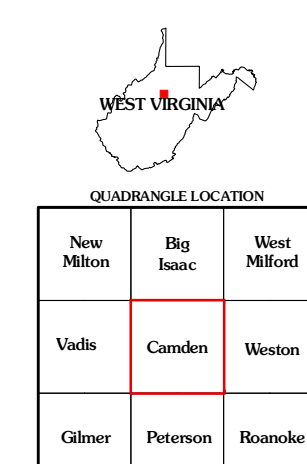 WEST VIRGINIA
QUADRANGLE LOCATION
New Milton
Big Isaac
West Milford
Vadis
Camden
Weston
Gilmer
Peterson
Roanoke